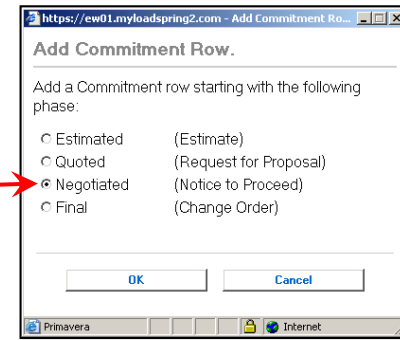 https://ew01.myloadspring2.com - Add Commitment Ro...
Add Commitment Row.
Add a Commitment row starting with the following
phase:
Estimated (Estimate)
Quoted (Request for Proposal)
Negotiated (Notice to Proceed)
Final (Change Order)
OK Cancel
Primavera Internet